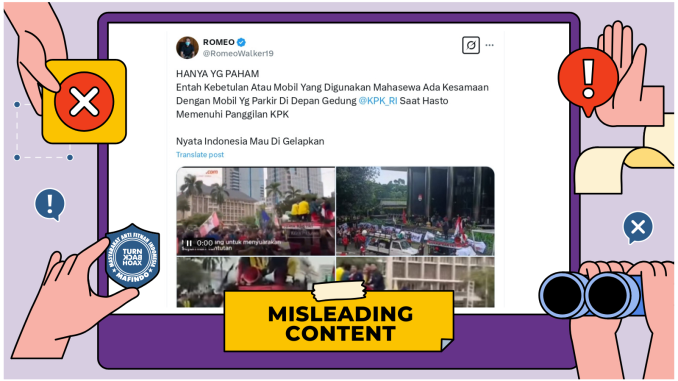 ROMEO
@RomeoWalker19
HANYA YG PAHAM
Entah Kebetulan Atau Mobil Yang Digunakan Mahasewa Ada Kesamaan
Dengan Mobil Yg Parkir Di Depan Gedung @KPK_RI Saat Hasto
Memenuhi Panggilan KPK
Nyata Indonesia Mau Di Gelapkan
Translate post
0:00
ung untuk menyuarakan
MASYARAKAT ANTI FITNAH INDONESIA
TURN
BACK
HOAX
MAFINDO
MISLEADING
CONTENT